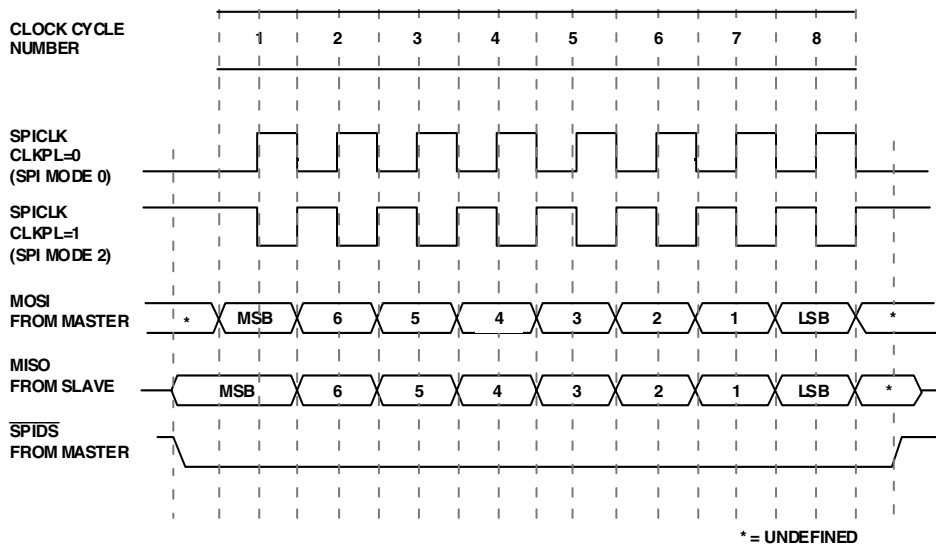 CLOCK CYCLE
NUMBER
1 2 3 4 5 6 7 8
SPICLK
CLKPL=0
(SPI MODE 0)
SPICLK
CLKPL=1
(SPI MODE 2)
MOSI
FROM MASTER
* MSB 6 5 4 3 2 1 LSB *
MISO
FROM SLAVE
MSB 6 5 4 3 2 1 LSB *
SPIDS
FROM MASTER
* = UNDEFINED